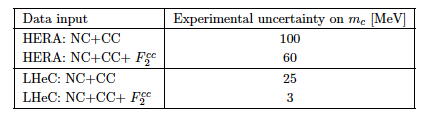 Data input Experimental uncertainty on m_c [MeV]
HERA: NC+CC 100
HERA: NC+CC+ F_2^{cc} 60
LHeC: NC+CC 25
LHeC: NC+CC+ F_2^{cc} 3